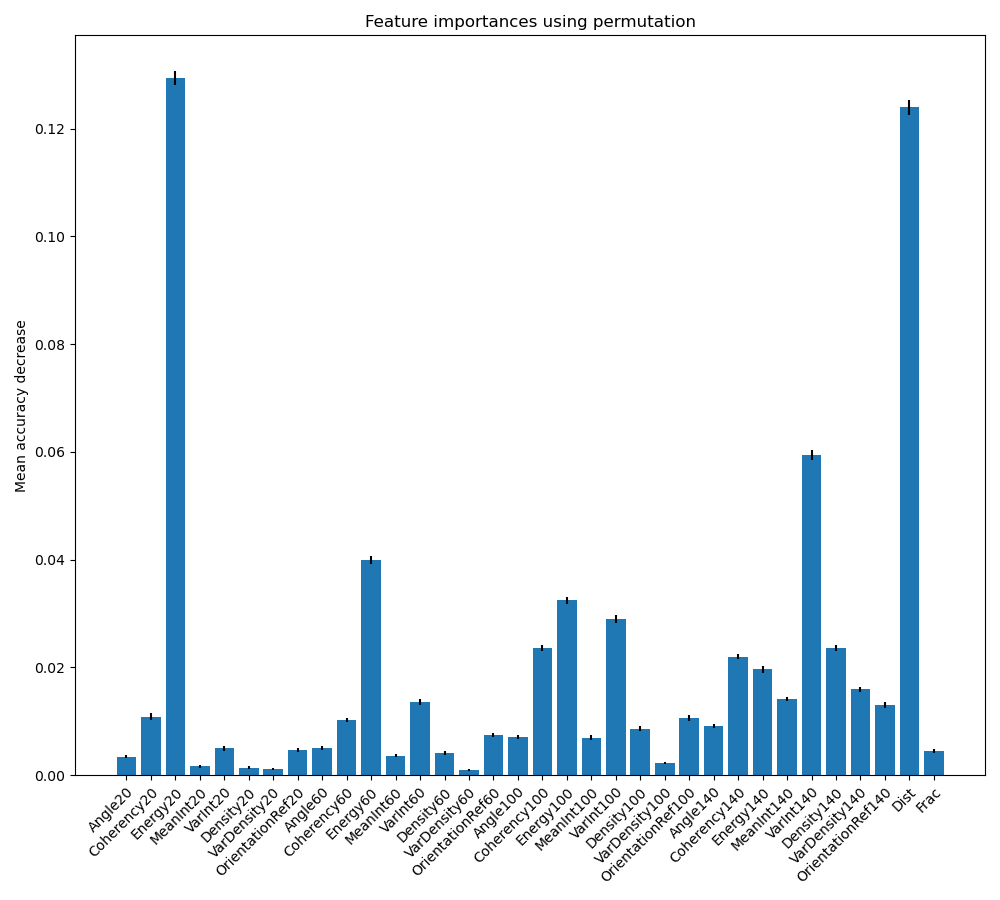 Feature importances using permutation
Mean accuracy decrease
0.12
0.10
0.08
0.06
0.04
0.02
0.00
Angle20
Coherency20
Energy20
MeanInt20
VarInt20
Density20
VarDensity20
OrientationRef20
Angle60
Coherency60
Energy60
MeanInt60
VarInt60
Density60
VarDensity60
OrientationRef60
Angle100
Coherency100
Energy100
MeanInt100
VarInt100
Density100
VarDensity100
OrientationRef100
Angle140
Coherency140
Energy140
MeanInt140
VarInt140
Density140
VarDensity140
OrientationRef140
Dist
Frac